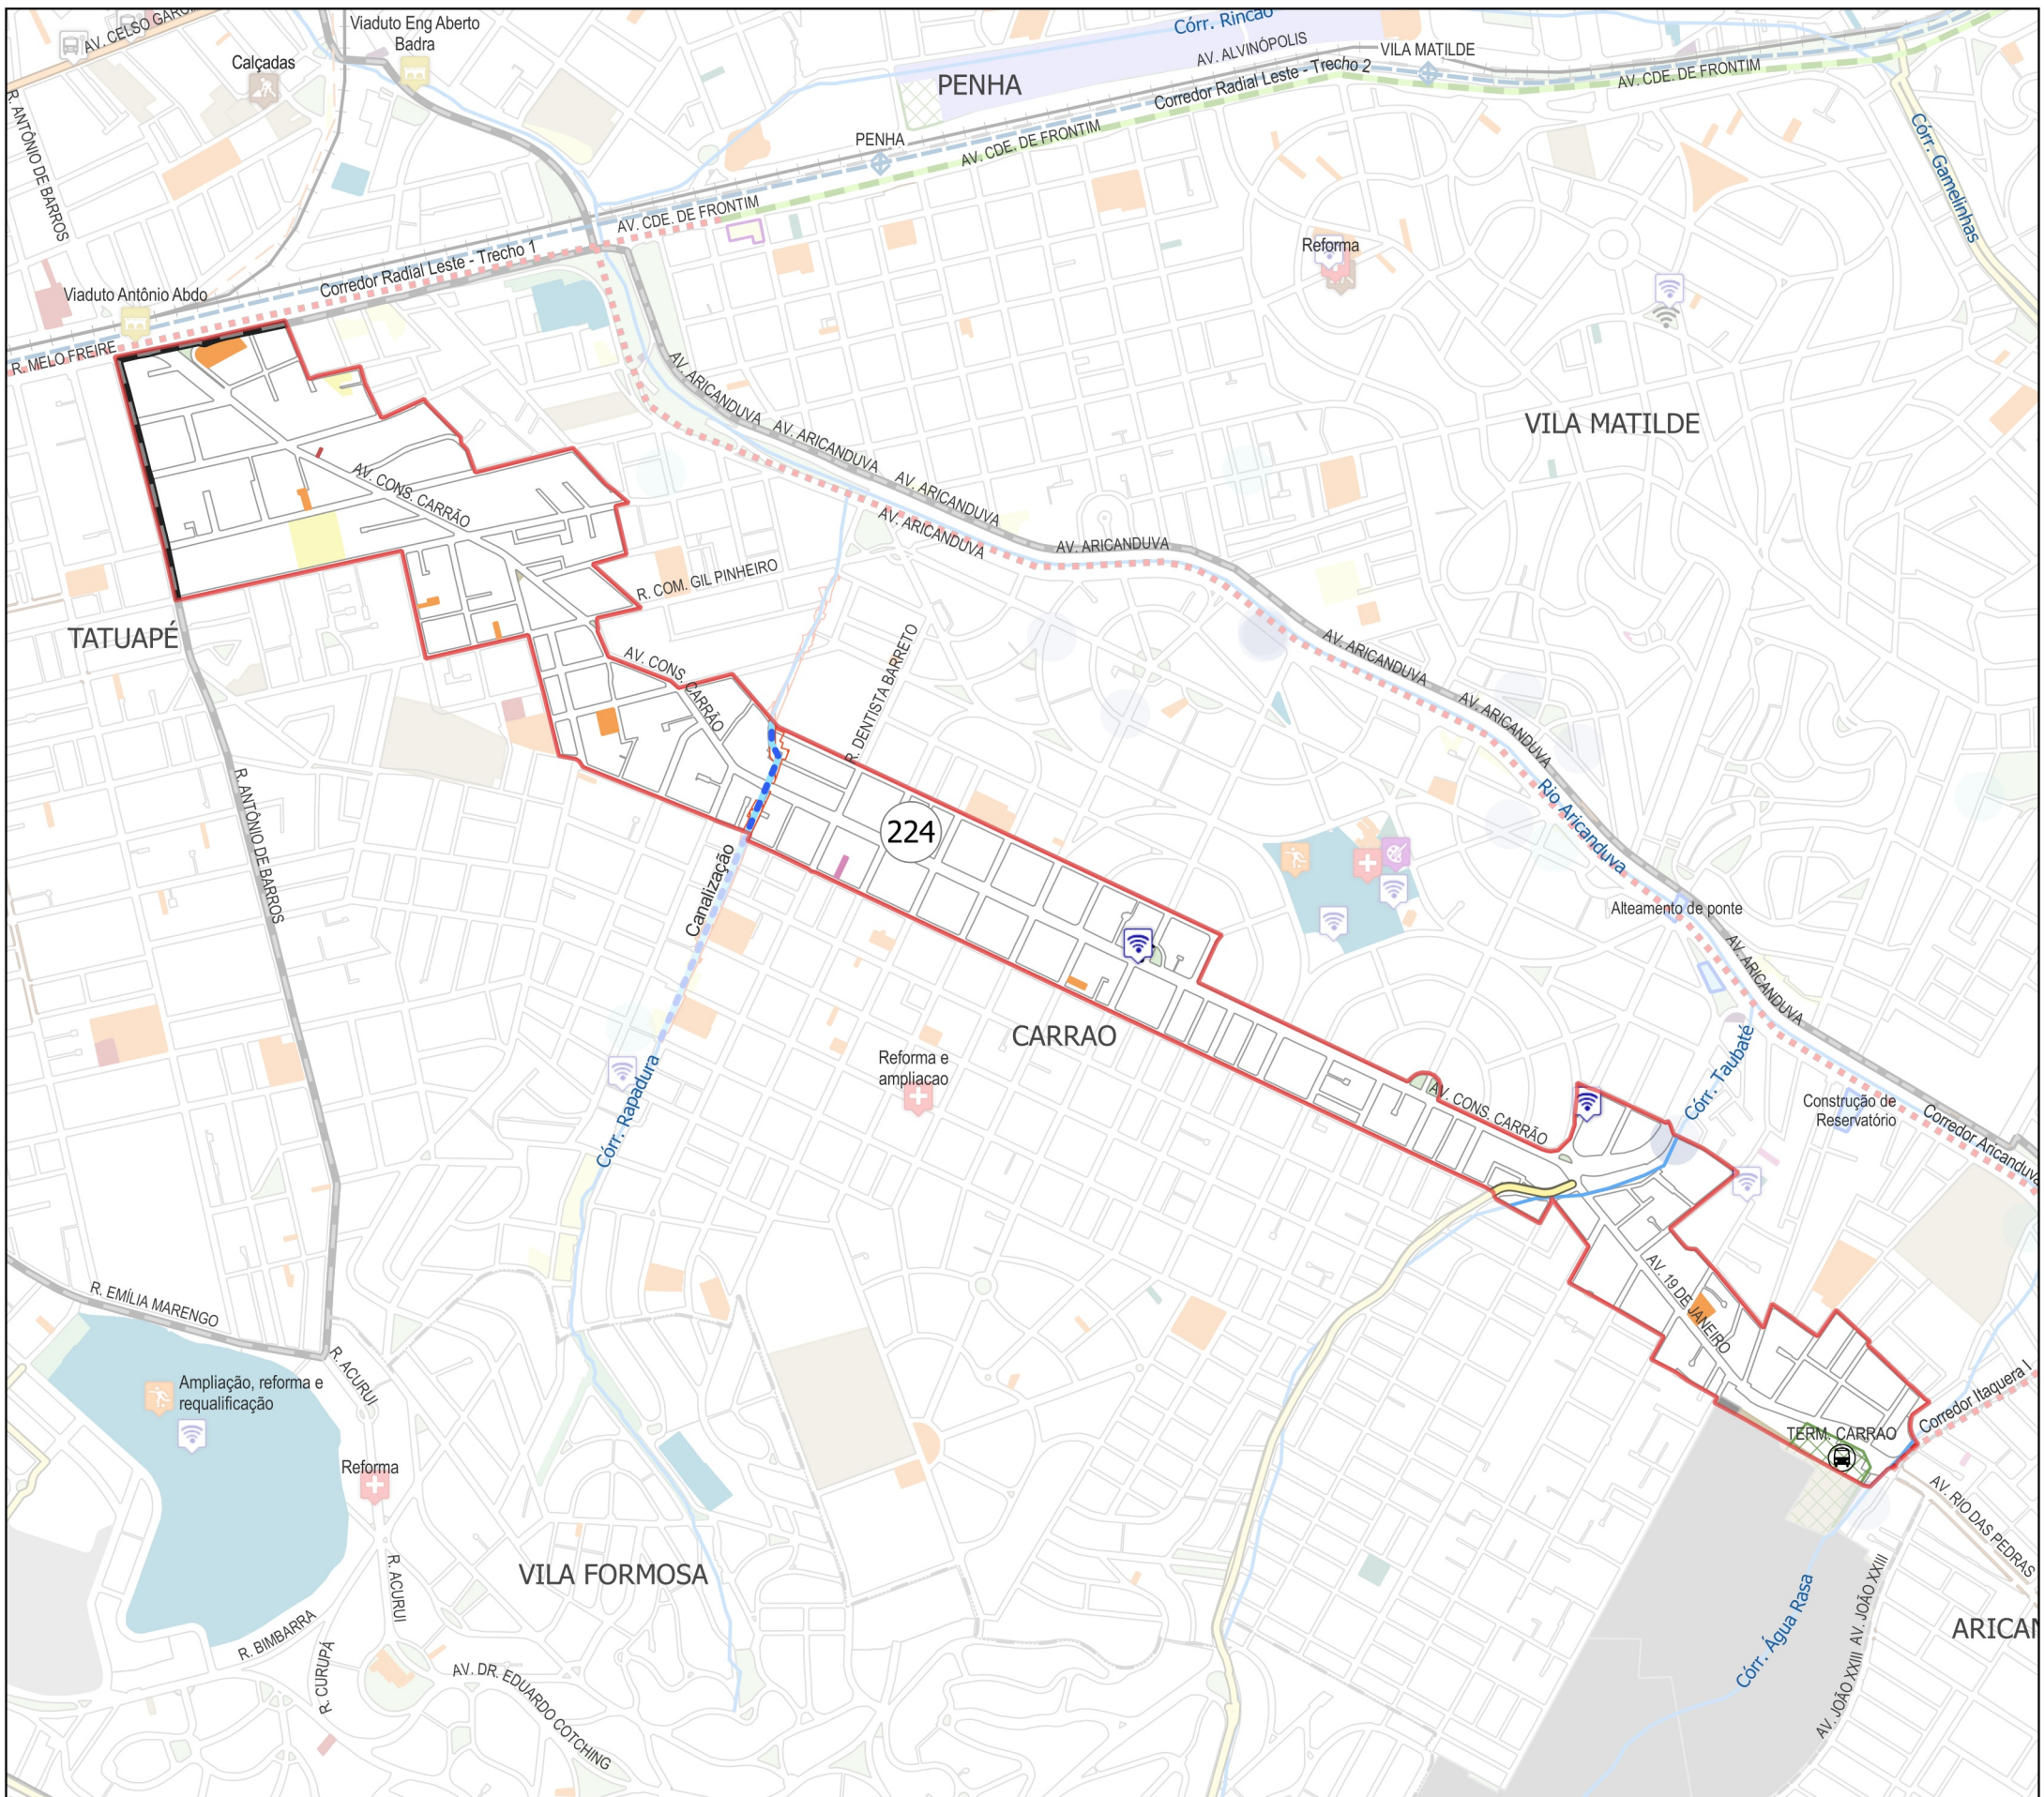 AV. CELSO GARCIA
Viaduto Eng Aberto
Badra
Calçadas
Córr. Rincão
AV. ALVINÓPOLIS
VILA MATILDE
PENHA
Corredor Radial Leste - Trecho 2
AV. CDE. DE FRONTIM
R. ANTÔNIO DE BARROS
PENHA
AV. CDE. DE FRONTIM
Córr. Gamelinhas
AV. CDE. DE FRONTIM
Corredor Radial Leste - Trecho 1
Reforma
Viaduto Antônio Abdo
R. MELO FREIRE
AV. ARICANDUVA
AV. ARICANDUVA
AV. ARICANDUVA
VILA MATILDE
AV. CONS. CARRÃO
AV. ARICANDUVA
AV. ARICANDUVA
R. COM. GIL PINHEIRO
TATUAPÉ
AV. CONS. CARRÃO
R. DENTISTA BARRETO
AV. ARICANDUVA
AV. ARICANDUVA
R. ANTÔNIO DE BARROS
Rio Aricanduva
224
Canalização
Alteamento de ponte
AV. ARICANDUVA
CARRAO
Reforma e
ampliacao
Córr. Rapadura
AV. CONS. CARRÃO
Córr. Taubaté
Construção de
Reservatório
Corredor Aricanduva
R. EMÍLIA MARENGO
AV. 19 DE JANEIRO
R. ACURUI
Ampliação, reforma e
requalificação
Corredor Itaquera I
TERM. CARRAO
Reforma
AV. RIO DAS PEDRAS
VILA FORMOSA
R. ACURUI
Córr. Água Rasa
AV. JOÃO XXIII
AV. JOÃO XXIII
ARICAN
R. BIMBARRA
R. CURUPÁ
AV. DR. EDUARDO COTCHING